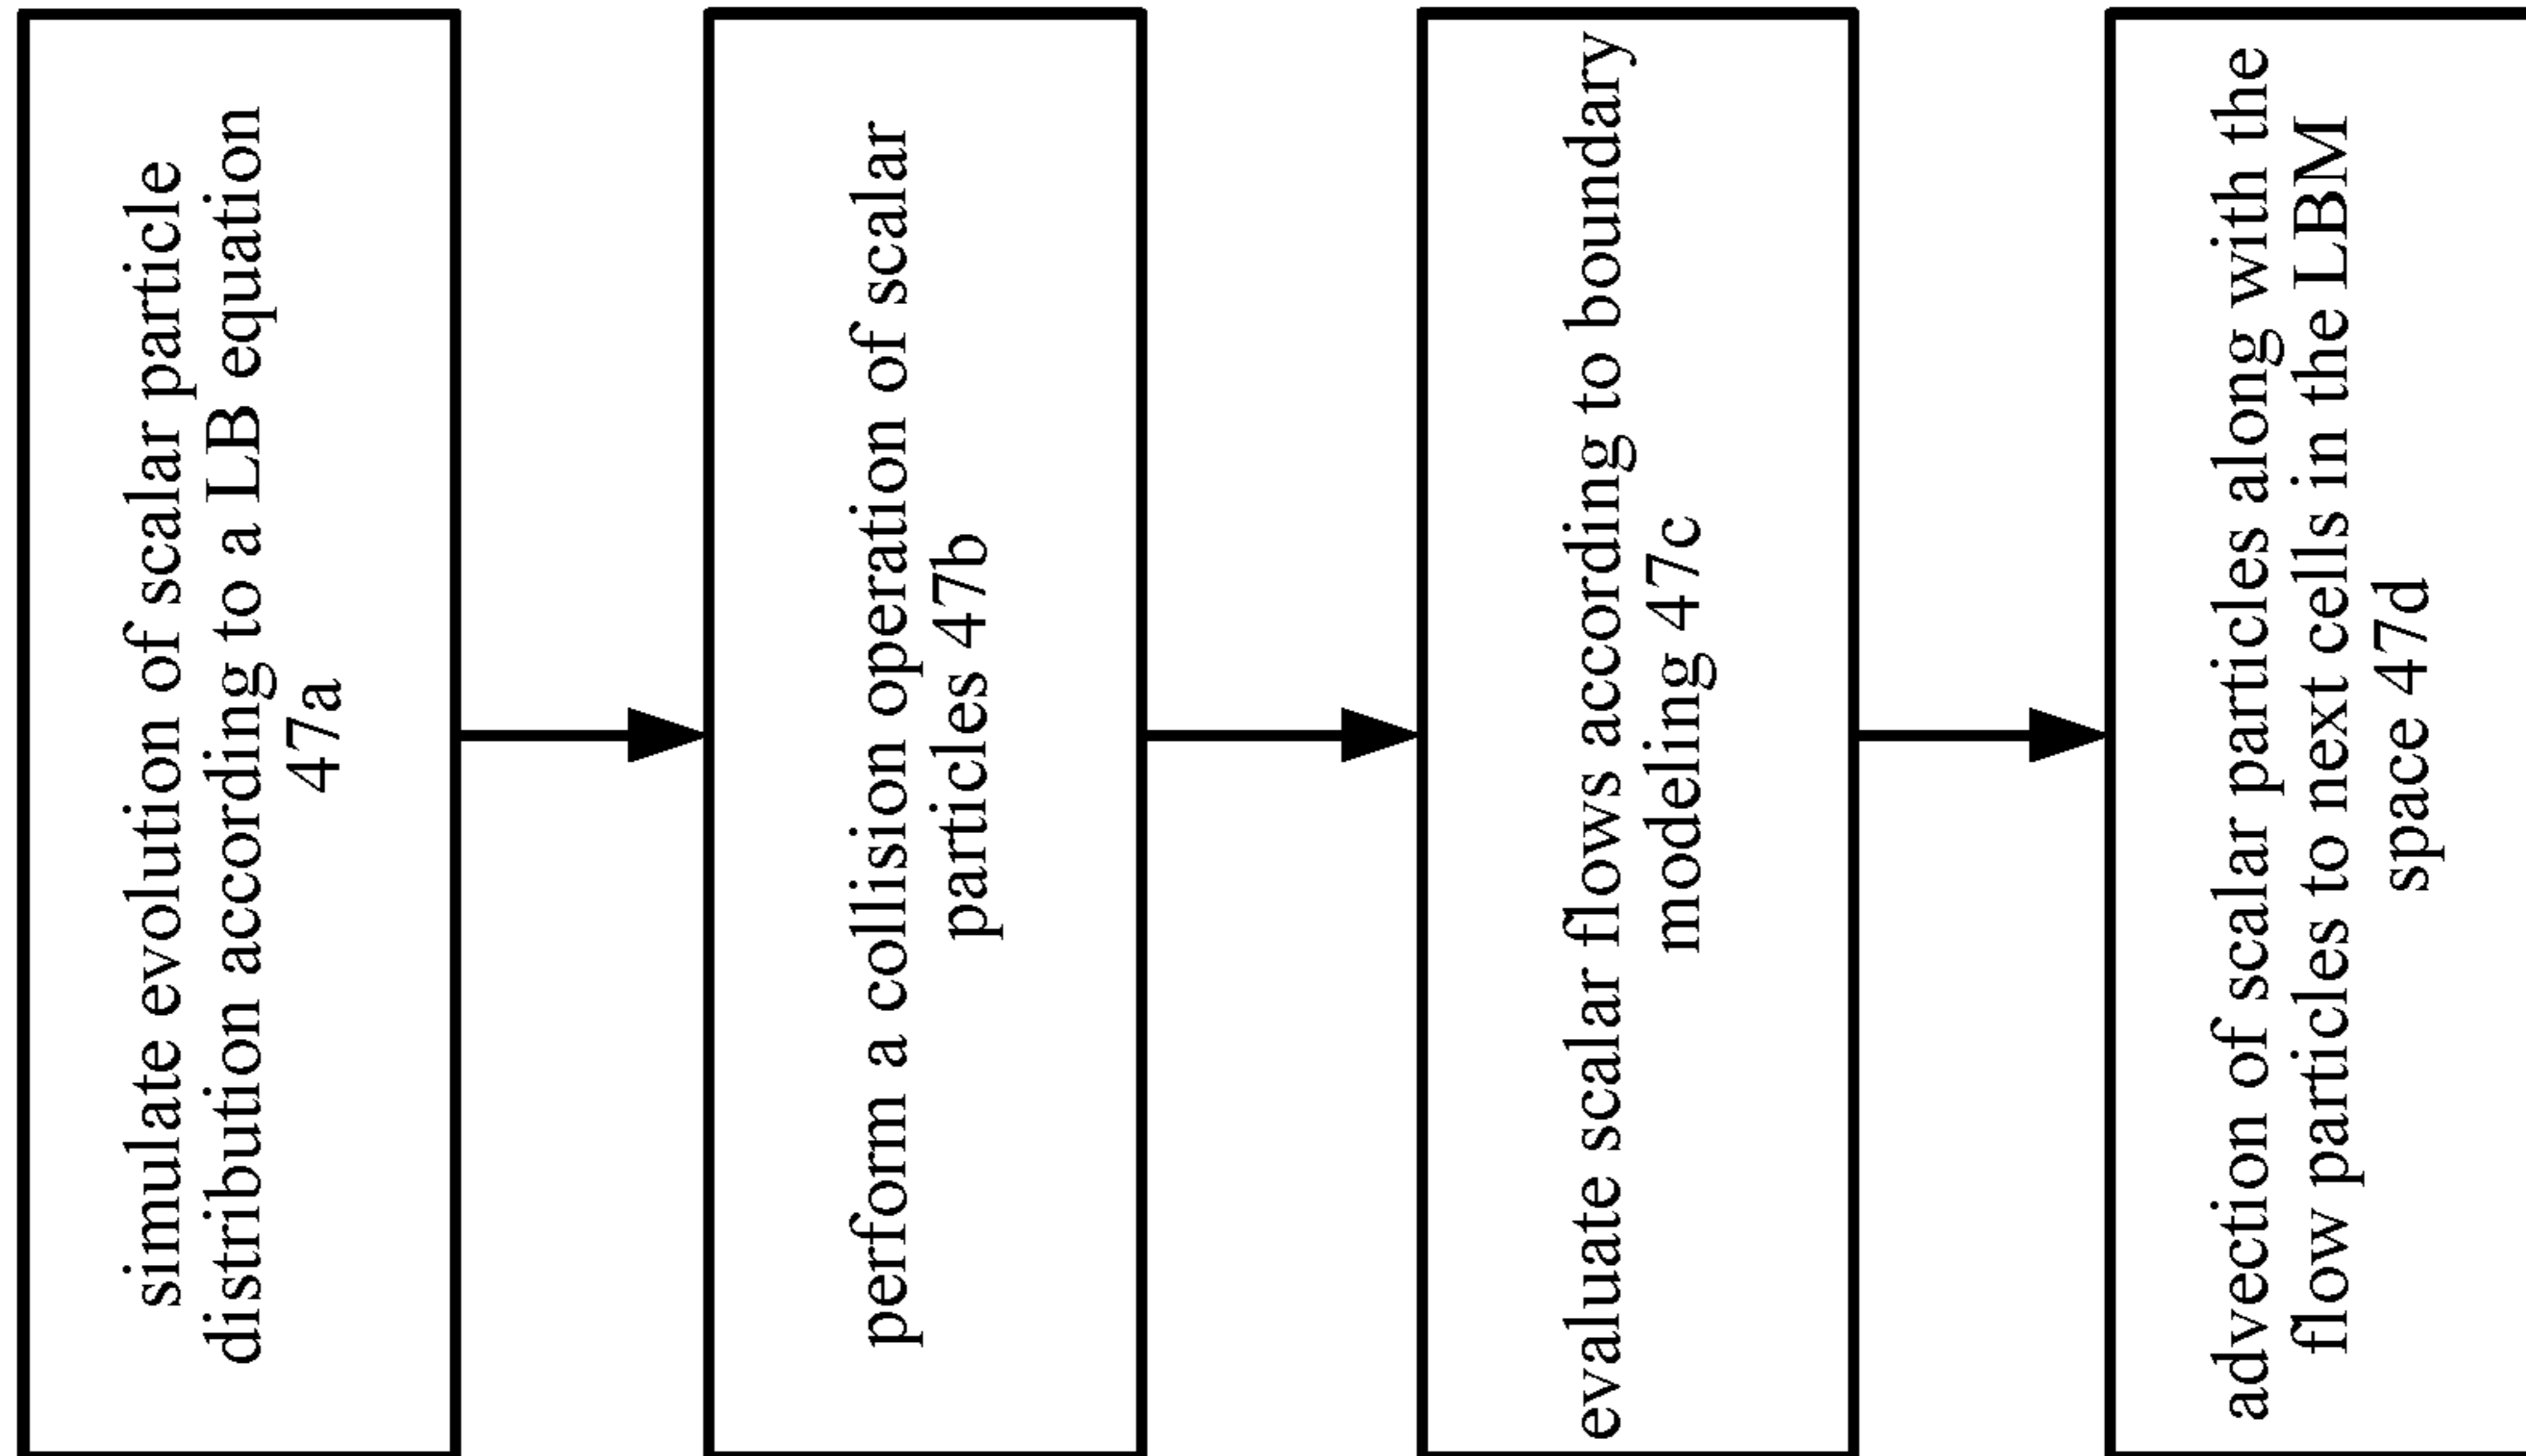 simulate evolution of scalar particle
distribution according to a LB equation
47a
perform a collision operation of scalar
particles 47b
evaluate scalar flows according to boundary
modeling 47c
advection of scalar particles along with the
flow particles to next cells in the LBM
space 47d